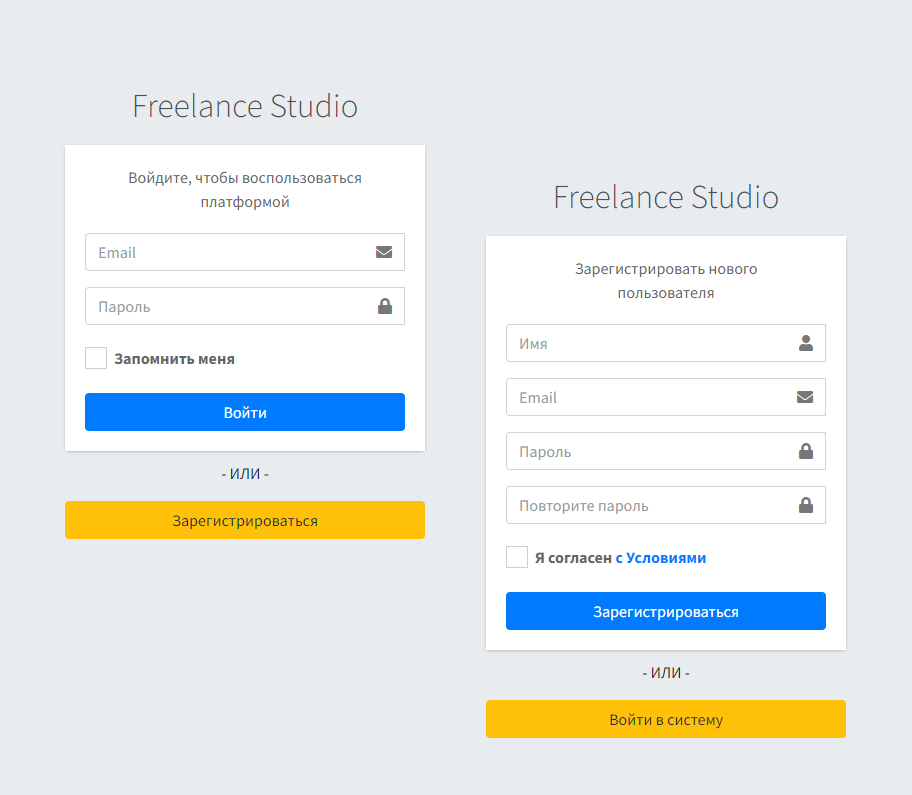 Freelance Studio
Войдите, чтобы воспользоваться
платформой
Email
Пароль
Запомнить меня
Войти
- ИЛИ -
Зарегистрироваться
Freelance Studio
Зарегистрировать нового
пользователя
Имя
Email
Пароль
Повторите пароль
Я согласен с Условиями
Зарегистрироваться
- ИЛИ -
Войти в систему